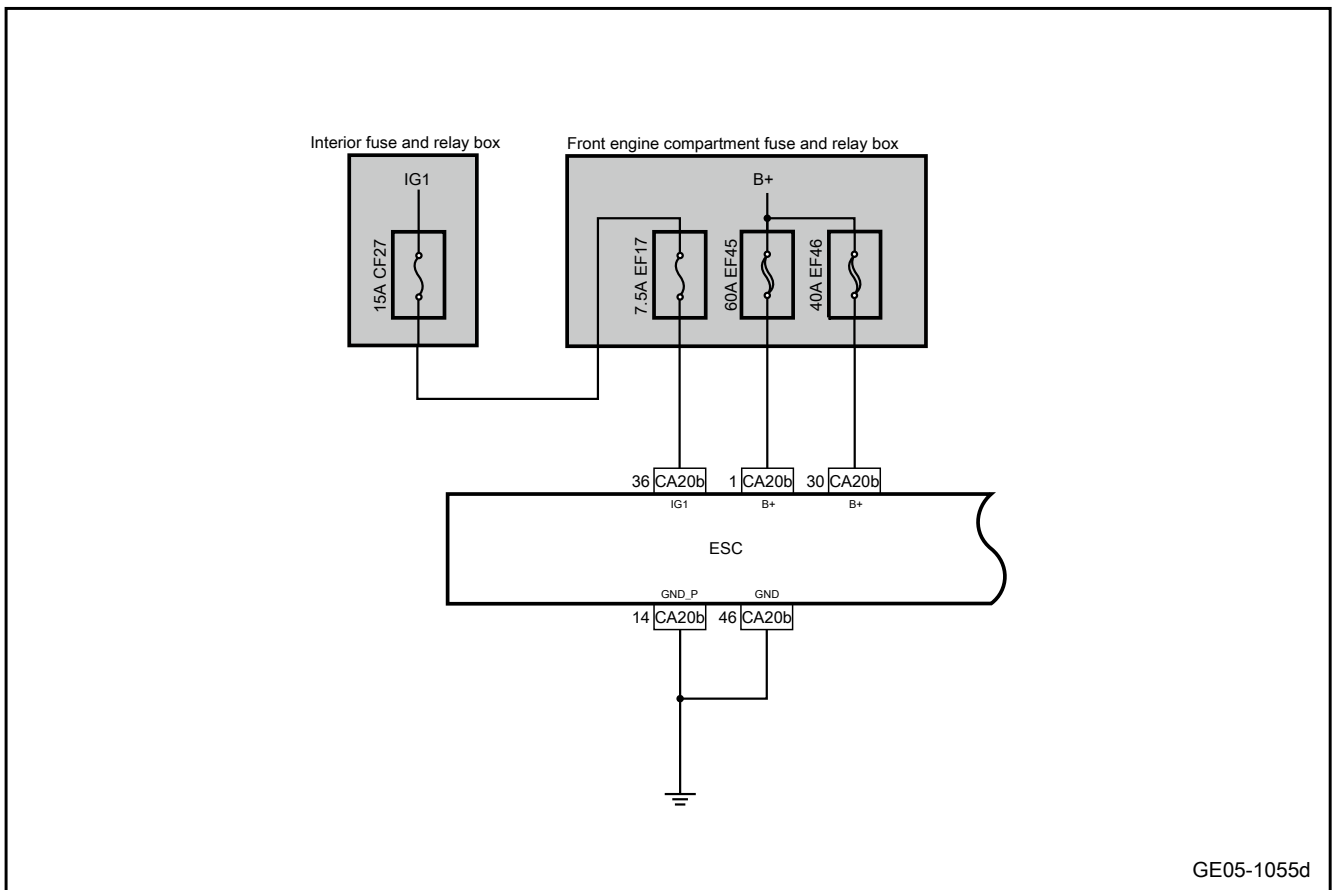 Interior fuse and relay box
Front engine compartment fuse and relay box
IG1
B+
15A CF27
7.5A EF17
60A EF45
40A EF46
36 CA20b
1 CA20b
30 CA20b
IG1
B+
B+
ESC
GND_P
GND
14 CA20b
46 CA20b
GE05-1055d